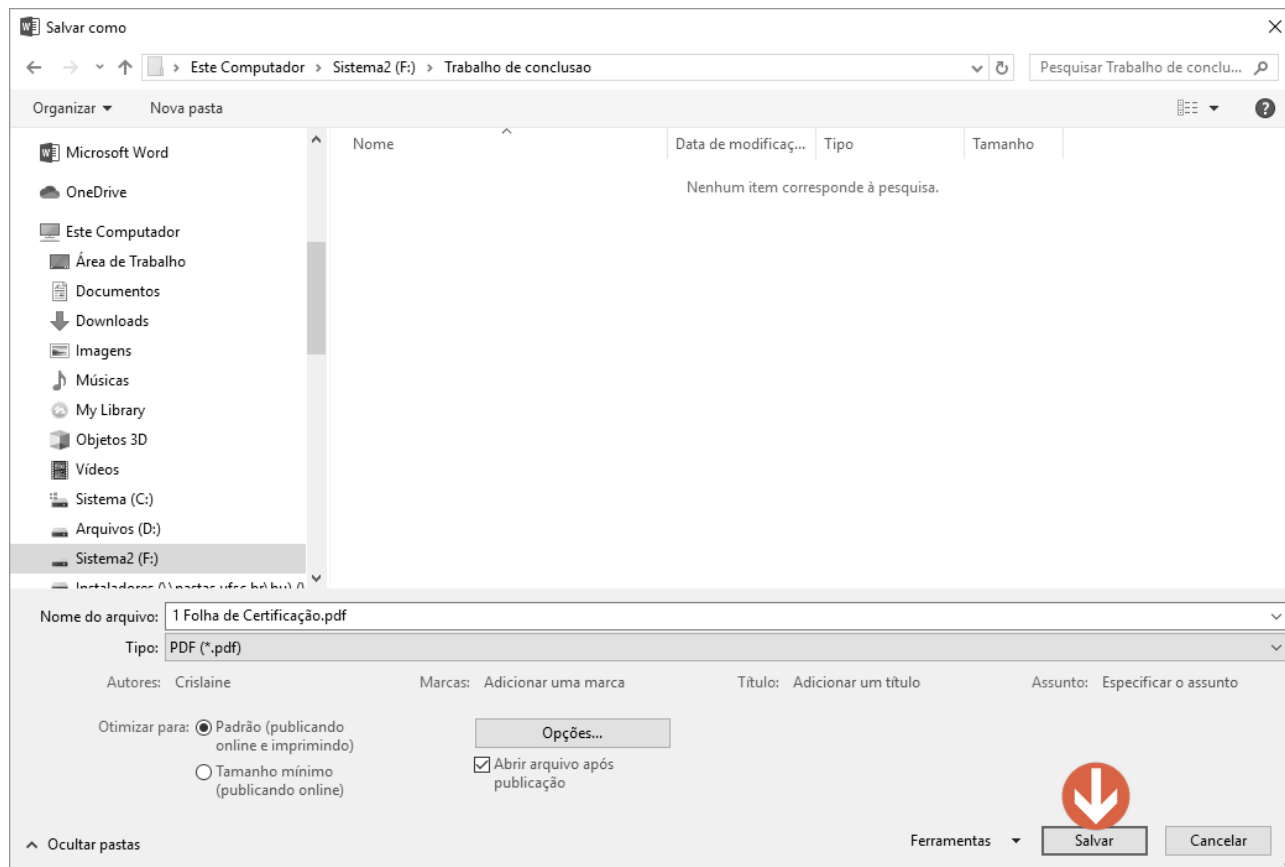 Salvar como
Este Computador > Sistema2 (F:) > Trabalho de conclusao
Pesquisar Trabalho de conclu...
Organizar
Nova pasta
Microsoft Word
OneDrive
Este Computador
Área de Trabalho
Documentos
Downloads
Imagens
Músicas
My Library
Objetos 3D
Vídeos
Sistema (C:)
Arquivos (D:)
Sistema2 (F:)
Nome
Data de modificaç...
Tipo
Tamanho
Nenhum item corresponde à pesquisa.
Nome do arquivo: 1 Folha de Certificação.pdf
Tipo: PDF (*.pdf)
Autores: Crislaine
Marcas: Adicionar uma marca
Título: Adicionar um título
Assunto: Especificar o assunto
Otimizar para: Padrão (publicando
online e imprimindo)
Tamanho mínimo
(publicando online)
Opções...
Abrir arquivo após
publicação
Ocultar pastas
Ferramentas
Salvar
Cancelar